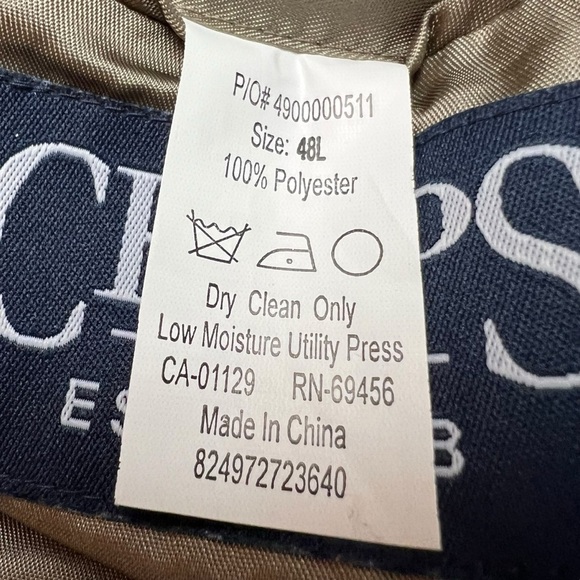 P/O# 4900000511
Size: 48L
100% Polyester
Dry Clean Only
Low Moisture Utility Press
CA-01129 RN-69456
Made In China
824972723640